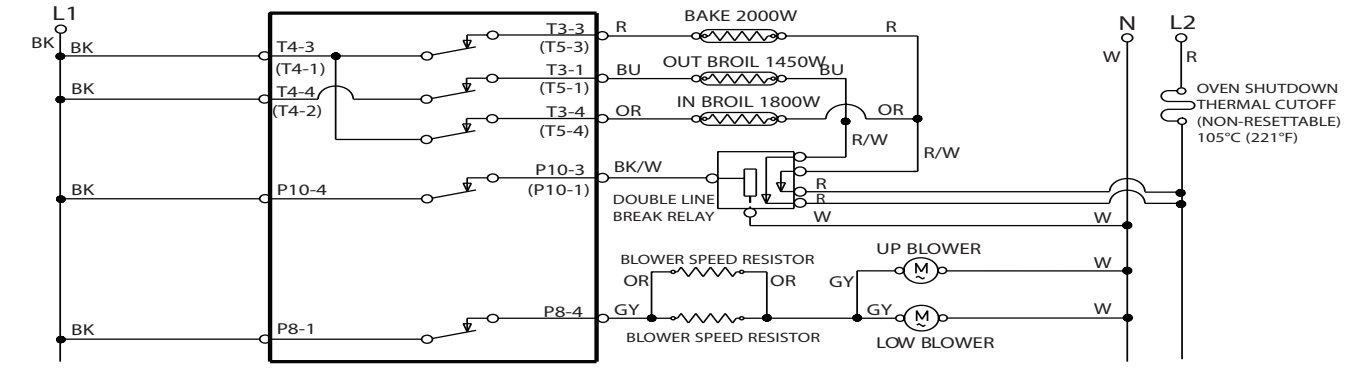 L1
BK
BK
T4-3
(T4-1)
T3-3
(T5-3)
R
BAKE 2000W
R
N
W
L2
R
BK
T4-4
(T4-2)
T3-1
(T5-1)
BU
OUT BROIL 1450W
BU
OVEN SHUTDOWN
THERMAL CUTOFF
(NON-RESETTABLE)
105°C (221°F)
T3-4
(T5-4)
OR
IN BROIL 1800W
OR
R/W
R/W
BK
P10-4
P10-3
(P10-1)
BK/W
DOUBLE LINE
BREAK RELAY
R
R
W
W
BLOWER SPEED RESISTOR
OR
OR
UP BLOWER
GY
M
~
W
BK
P8-1
P8-4
GY
BLOWER SPEED RESISTOR
GY
M
~
LOW BLOWER
W